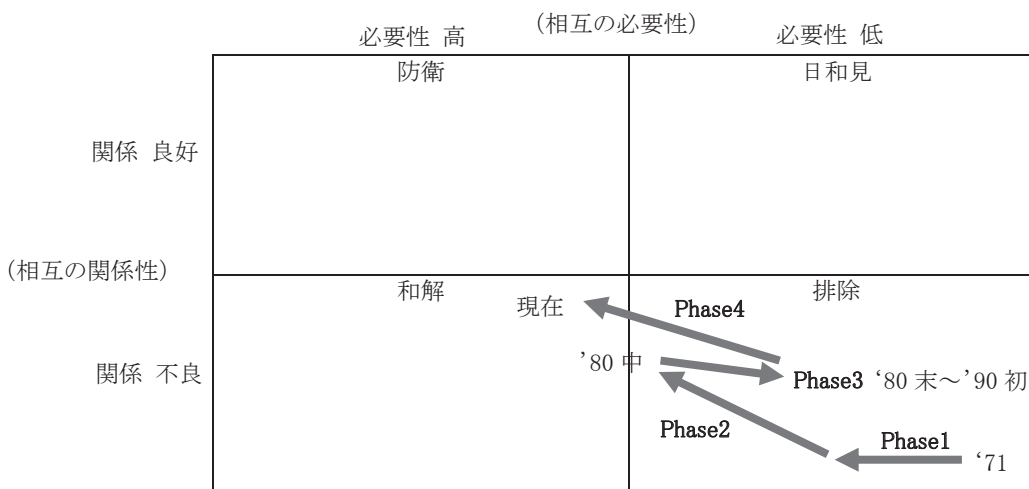 （相互の必要性）
必要性 高
必要性 低
防衛
日和見
関係 良好
（相互の関係性）
和解
排除
現在
Phase4
’80 中
関係 不良
Phase3 ‘80 末～’90 初
Phase2
Phase1
‘71